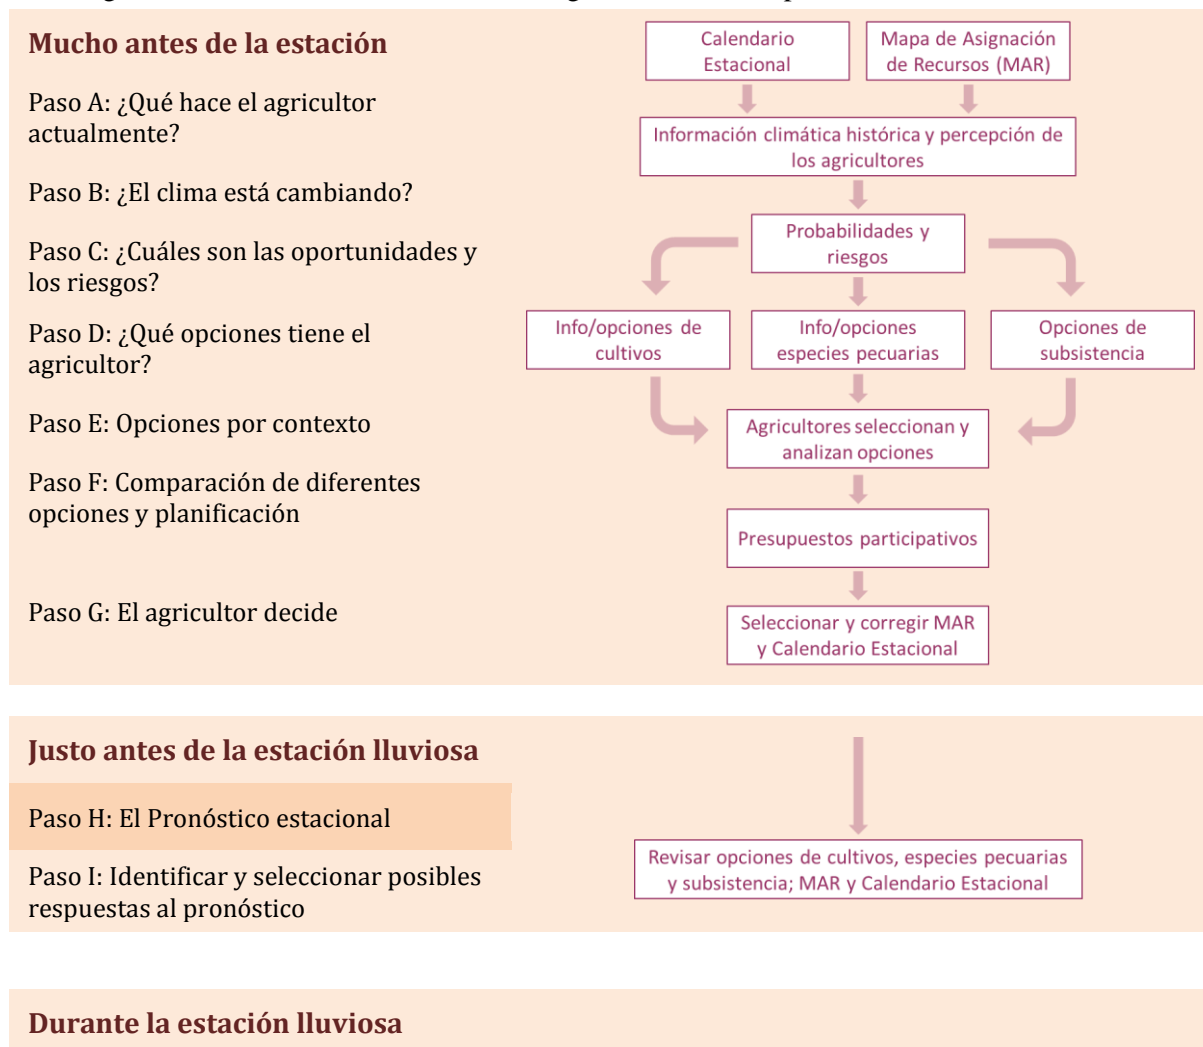 Mucho antes de la estación
Paso A: ¿Qué hace el agricultor
actualmente?
Paso B: ¿El clima está cambiando?
Paso C: ¿Cuáles son las oportunidades y
los riesgos?
Paso D: ¿Qué opciones tiene el
agricultor?
Paso E: Opciones por contexto
Paso F: Comparación de diferentes
opciones y planificación
Paso G: El agricultor decide
Calendario
Estacional
Mapa de Asignación
de Recursos (MAR)
Información climática histórica y percepción de
los agricultores
Probabilidades y
riesgos
Info/opciones de
cultivos
Info/opciones
especies pecuarias
Opciones de
subsistencia
Agricultores seleccionan y
analizan opciones
Presupuestos participativos
Seleccionar y corregir MAR
y Calendario Estacional
Justo antes de la estación lluviosa
Paso H: El Pronóstico estacional
Paso I: Identificar y seleccionar posibles
respuestas al pronóstico
Revisar opciones de cultivos, especies pecuarias
y subsistencia; MAR y Calendario Estacional
Durante la estación lluviosa